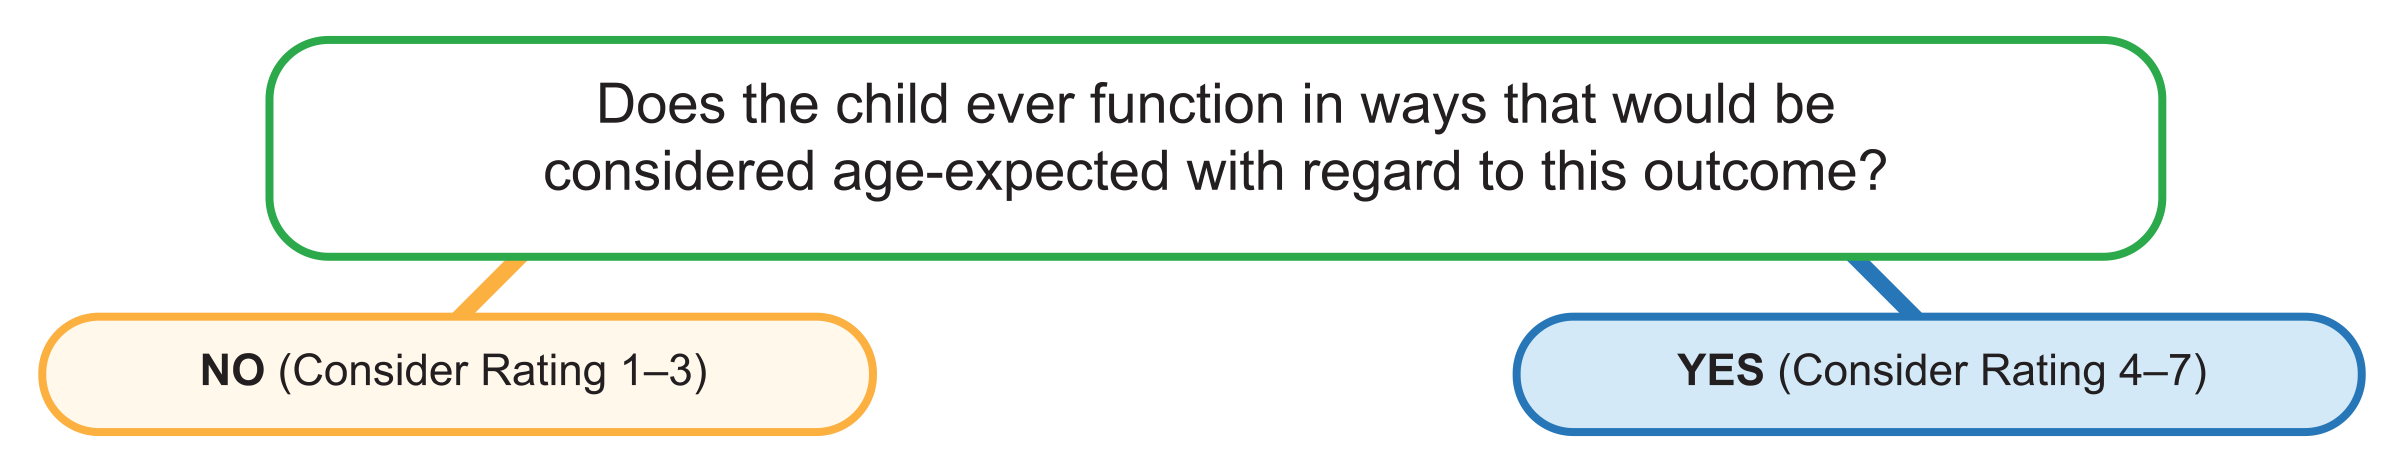 Does the child ever function in ways that would be
considered age-expected with regard to this outcome?
NO (Consider Rating 1–3)
YES (Consider Rating 4–7)